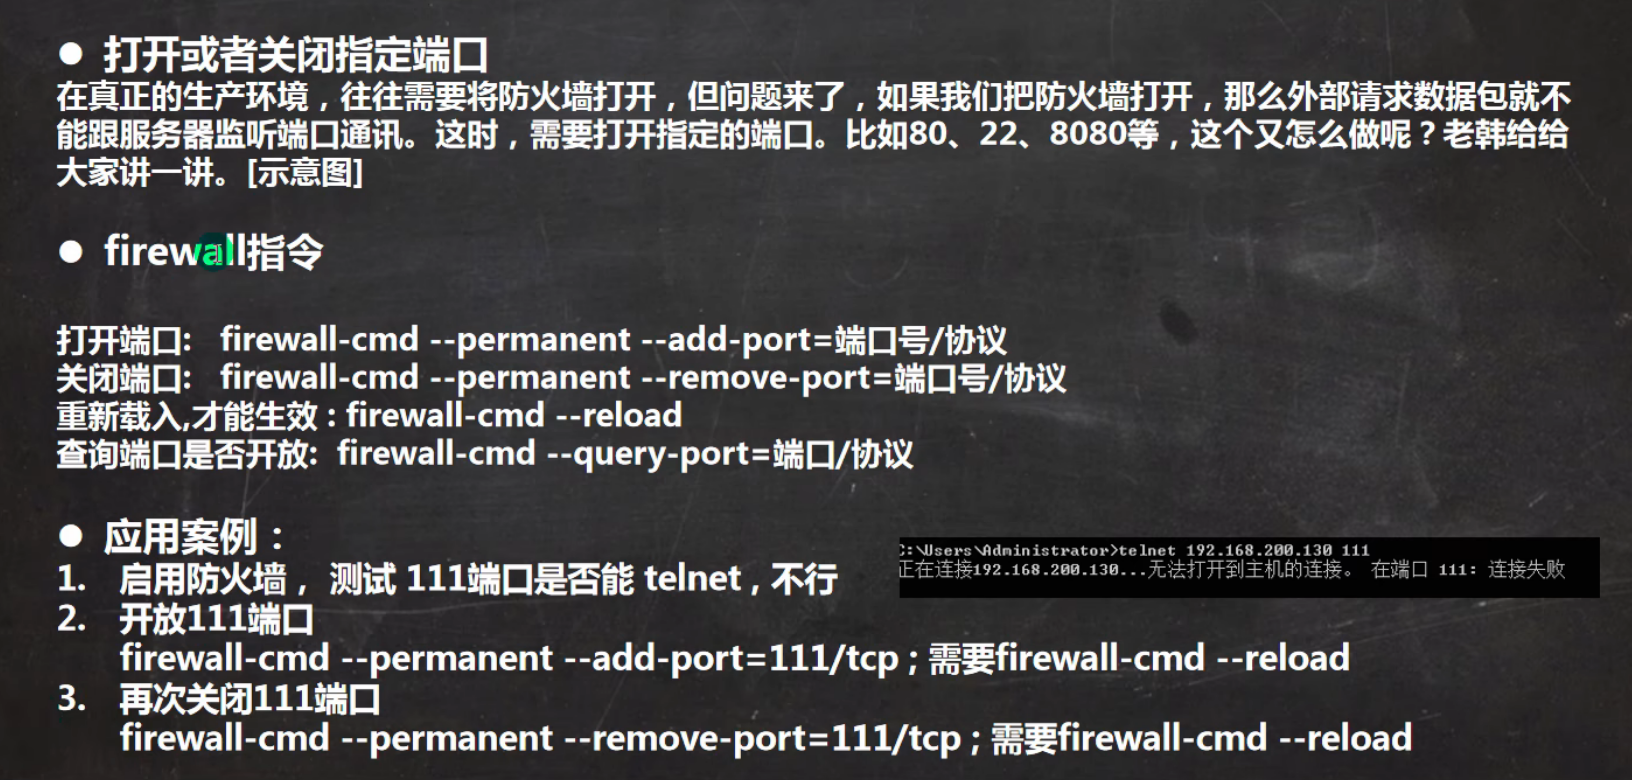 ● 打开或者关闭指定端口
在真正的生产环境，往往需要将防火墙打开，但问题来了，如果我们把防火墙打开，那么外部请求数据包就不
能跟服务器监听端口通讯。这时，需要打开指定的端口。比如80、22、8080等，这个又怎么做呢？老韩给给
大家讲一讲。[示意图]
● firewall指令
打开端口: firewall-cmd --permanent --add-port=端口号/协议
关闭端口: firewall-cmd --permanent --remove-port=端口号/协议
重新载入,才能生效 : firewall-cmd --reload
查询端口是否开放: firewall-cmd --query-port=端口/协议
● 应用案例：
1. 启用防火墙， 测试 111端口是否能 telnet , 不行
C:\Users\Administrator>telnet 192.168.200.130 111
正在连接192.168.200.130...无法打开到主机的连接。 在端口 111: 连接失败
2. 开放111端口
firewall-cmd --permanent --add-port=111/tcp ; 需要firewall-cmd --reload
3. 再次关闭111端口
firewall-cmd --permanent --remove-port=111/tcp ; 需要firewall-cmd --reload